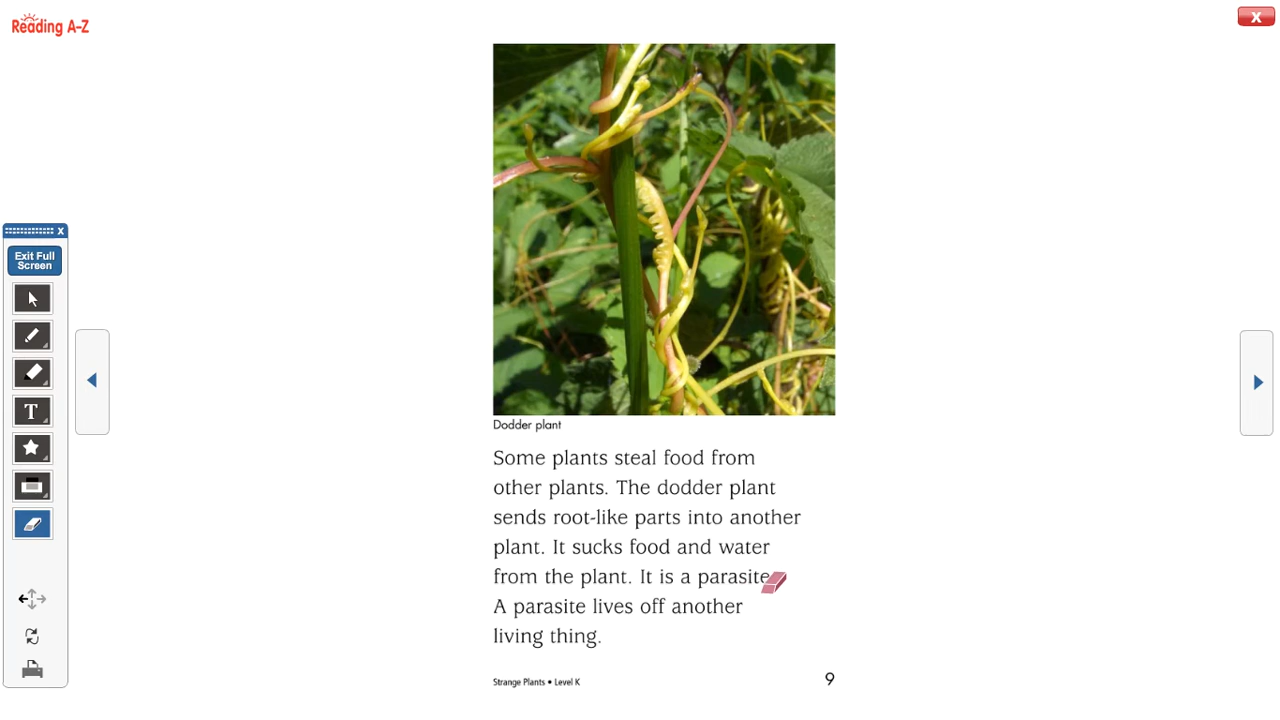 Reading A-Z
X
x
Exit Full
Screen
T
Dodder plant
Some plants steal food from
other plants. The dodder plant
sends root-like parts into another
plant. It sucks food and water
from the plant. It is a parasite
A parasite lives off another
living thing.
Strange Plants • Level K
9